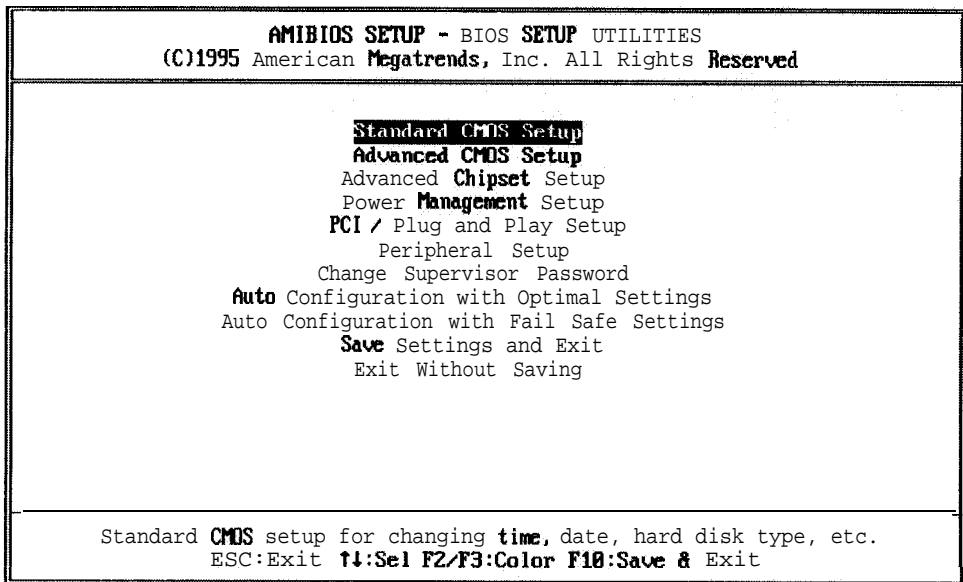 AMIBIOS SETUP - BIOS SETUP UTILITIES
(C)1995 American Megatrends, Inc. All Rights Reserved
Standard CMOS Setup
Advanced CMOS Setup
Advanced Chipset Setup
Power Management Setup
PCI / Plug and Play Setup
Peripheral Setup
Change Supervisor Password
Auto Configuration with Optimal Settings
Auto Configuration with Fail Safe Settings
Save Settings and Exit
Exit Without Saving
Standard CMOS setup for changing time, date, hard disk type, etc.
ESC:Exit ↑↓:Sel F2/F3:Color F10:Save & Exit